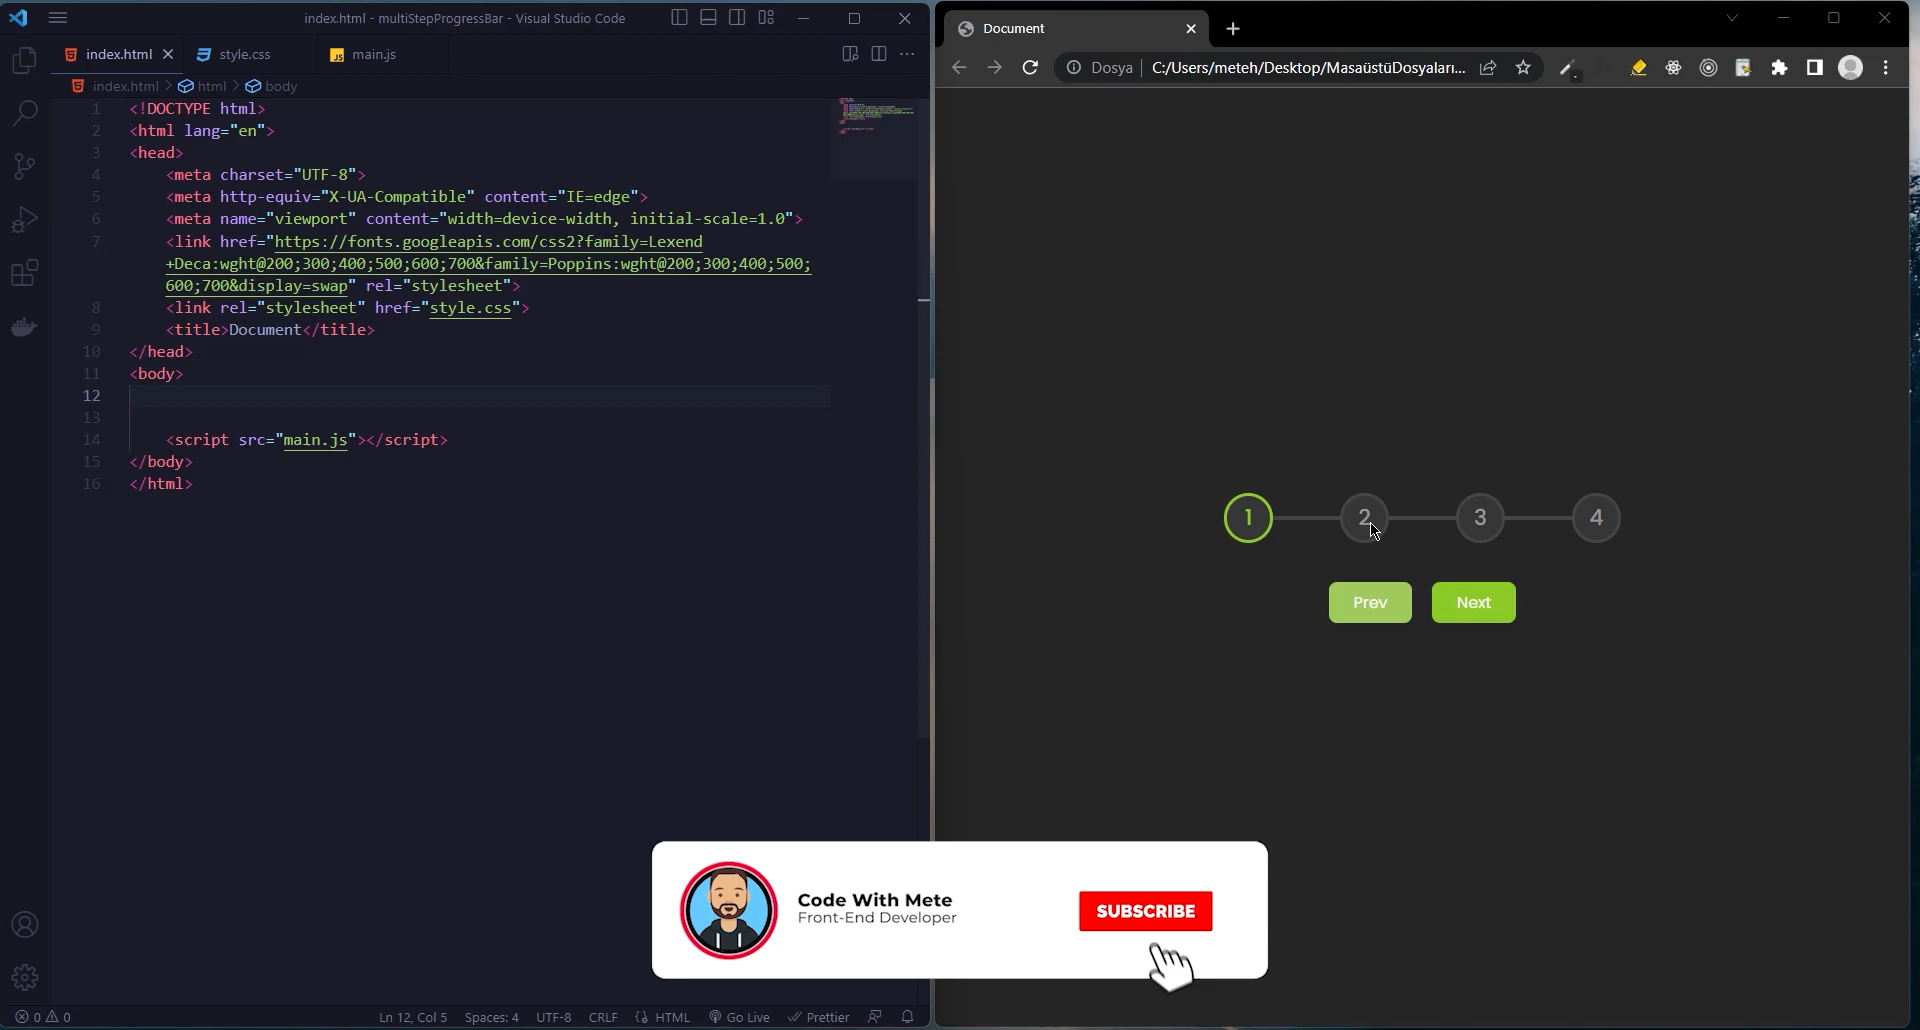 index.html - multiStepProgressBar - Visual Studio Code
index.html
style.css
JS main.js
index.html > html > body
1 <!DOCTYPE html>
2 <html lang="en">
3 <head>
4 <meta charset="UTF-8">
5 <meta http-equiv="X-UA-Compatible" content="IE=edge">
6 <meta name="viewport" content="width=device-width, initial-scale=1.0">
7 <link href="https://fonts.googleapis.com/css2?family=Lexend
+Deca:wght@200;300;400;500;600;700&family=Poppins:wght@200;300;400;500;
600;700&display=swap" rel="stylesheet">
8 <link rel="stylesheet" href="style.css">
9 <title>Document</title>
10 </head>
11 <body>
12
13
14 <script src="main.js"></script>
15 </body>
16 </html>
0 0
Ln 12, Col 5
Spaces: 4
UTF-8
CRLF
HTML
Go Live
Prettier
Document
Dosya | C:/Users/meteh/Desktop/MasaüstüDosyaları...
1 2 3 4
Prev Next
Code With Mete
Front-End Developer
SUBSCRIBE